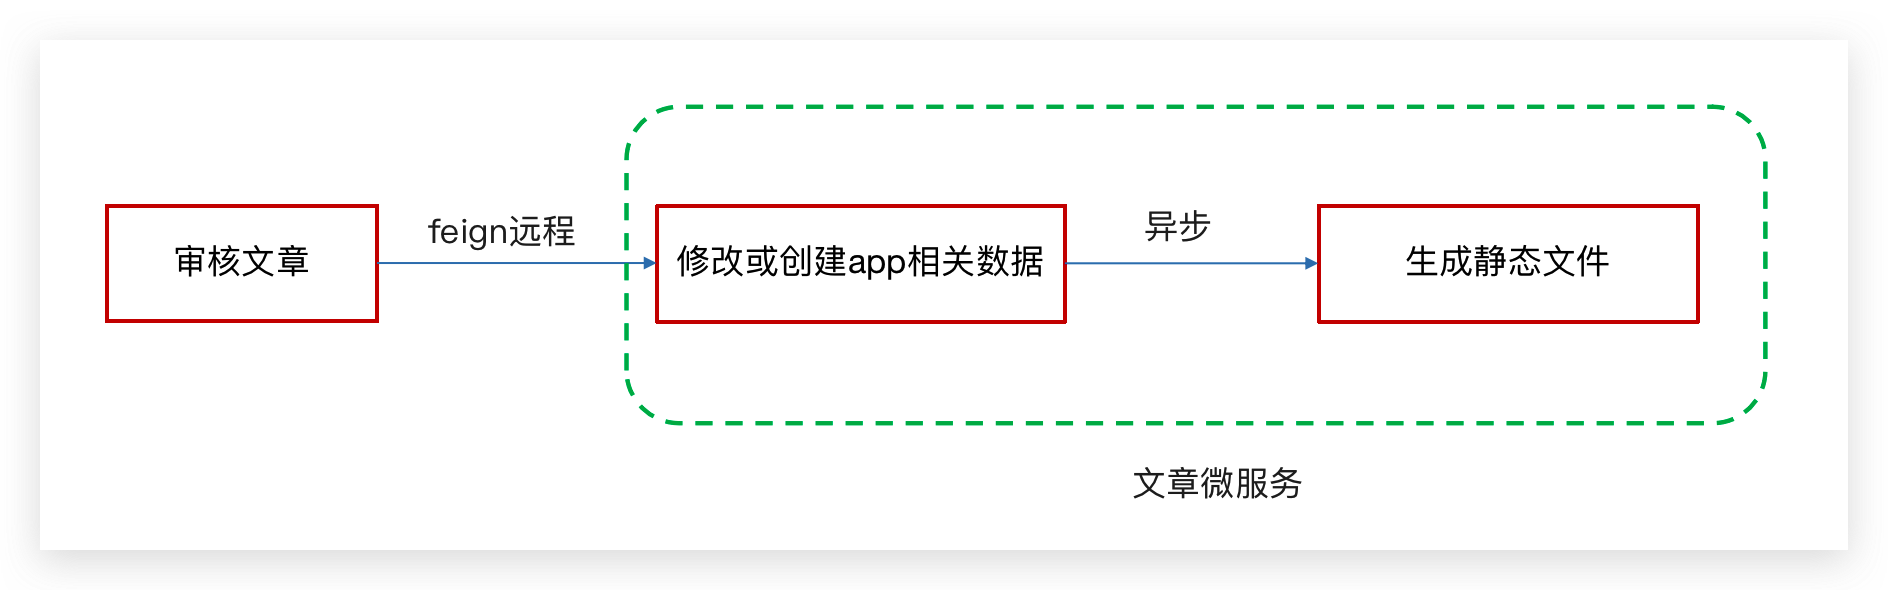 审核文章
feign远程
修改或创建app相关数据
异步
生成静态文件
文章微服务